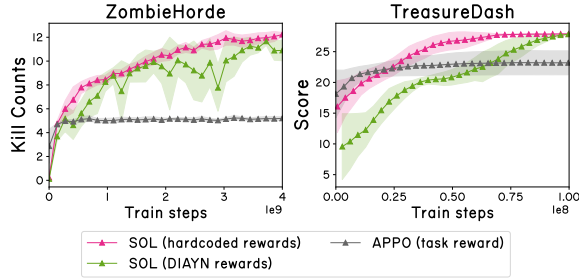 ZombieHorde
TreasureDash
Kill Counts
12
10
8
6
4
2
0
0
1
2
3
4
Train steps
1e9
Score
25
20
15
10
5
0.00
0.25
0.50
0.75
1.00
Train steps
1e8
SOL (hardcoded rewards)
APPO (task reward)
SOL (DIAYN rewards)